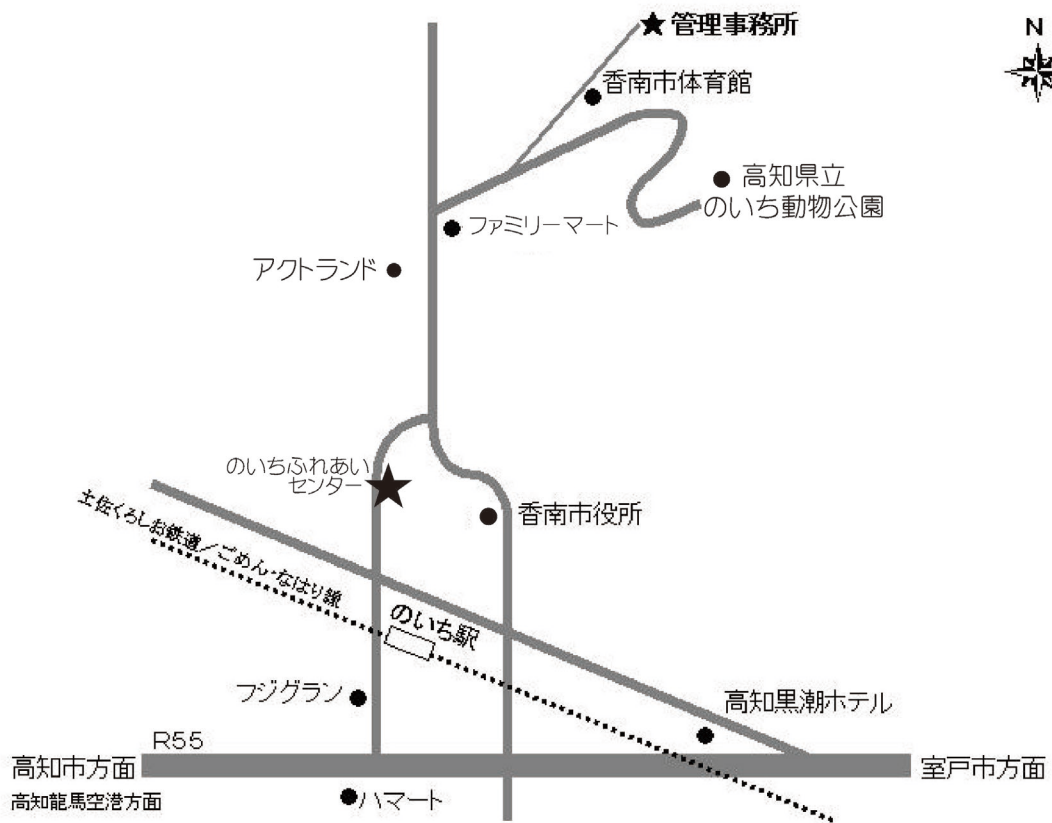 管理事務所
N
香南市体育館
高知県立
のいち動物公園
ファミリーマート
アクトランド
のいちふれあい
センター
香南市役所
土佐くろしお鉄道／ごめん・なはり線
のいち駅
フジグラン
高知黒潮ホテル
R55
高知市方面
室戸市方面
高知龍馬空港方面
ハマート